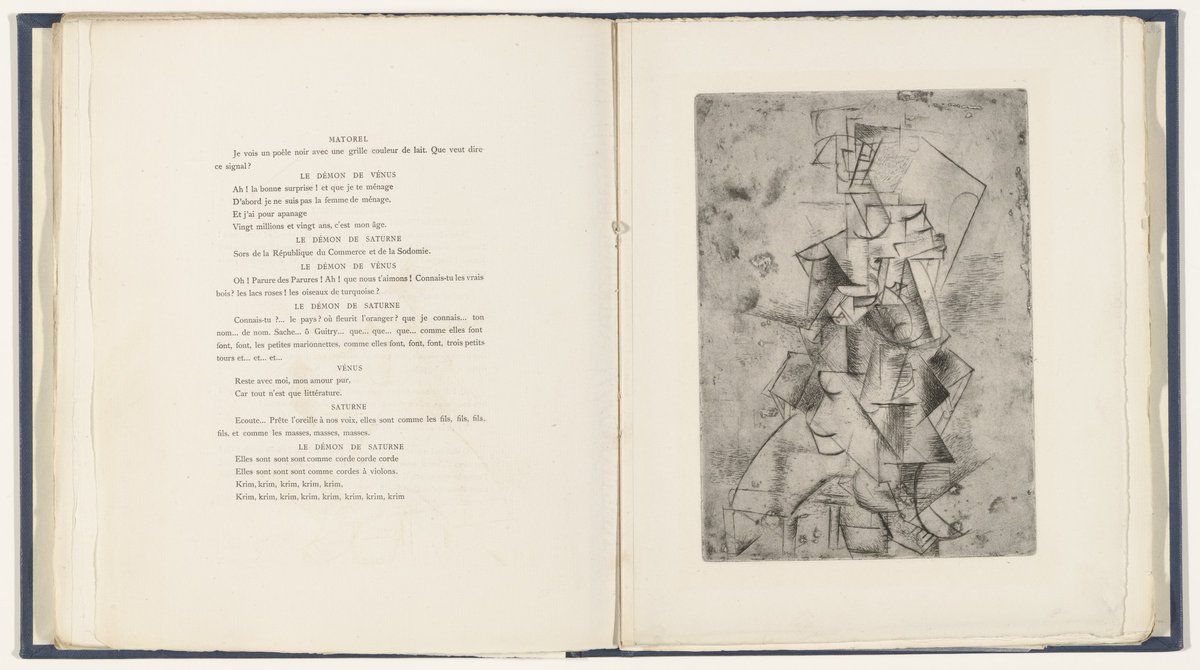 MATOREL
Je vois un poêle noir avec une grille couleur de lait. Que veut dire
ce signal?
LE DÉMON DE VÉNUS
Ah ! la bonne surprise ! et que je te ménage
D'abord je ne suis pas la femme de ménage,
Et j'ai pour apanage
Vingt millions et vingt ans, c'est mon âge.
LE DÉMON DE SATURNE
Sors de la République du Commerce et de la Sodomie.
LE DÉMON DE VÉNUS
Oh ! Parure des Parures ! Ah ! que nous t'aimons ! Connais-tu les vrais
bois? les lacs roses! les oiseaux de turquoise?
LE DÉMON DE SATURNE
Connais-tu ?... le pays? où fleurit l'oranger? que je connais... ton
nom... de nom. Sache... ô Guitry... que... que... que... comme elles font
font, font, les petites marionnettes, comme elles font, font, font, trois petits
tours et... et... et...
VÉNUS
Reste avec moi, mon amour pur.
Car tout n'est que littérature.
SATURNE
Ecoute... Prête l'oreille à nos voix, elles sont comme les fils, fils, fils,
fils, et comme les masses, masses, masses.
LE DÉMON DE SATURNE
Elles sont sont sont comme corde corde corde
Elles sont sont sont comme cordes à violons.
Krim, krim, krim, krim, krim,
Krim, krim, krim, krim, krim, krim, krim, krim